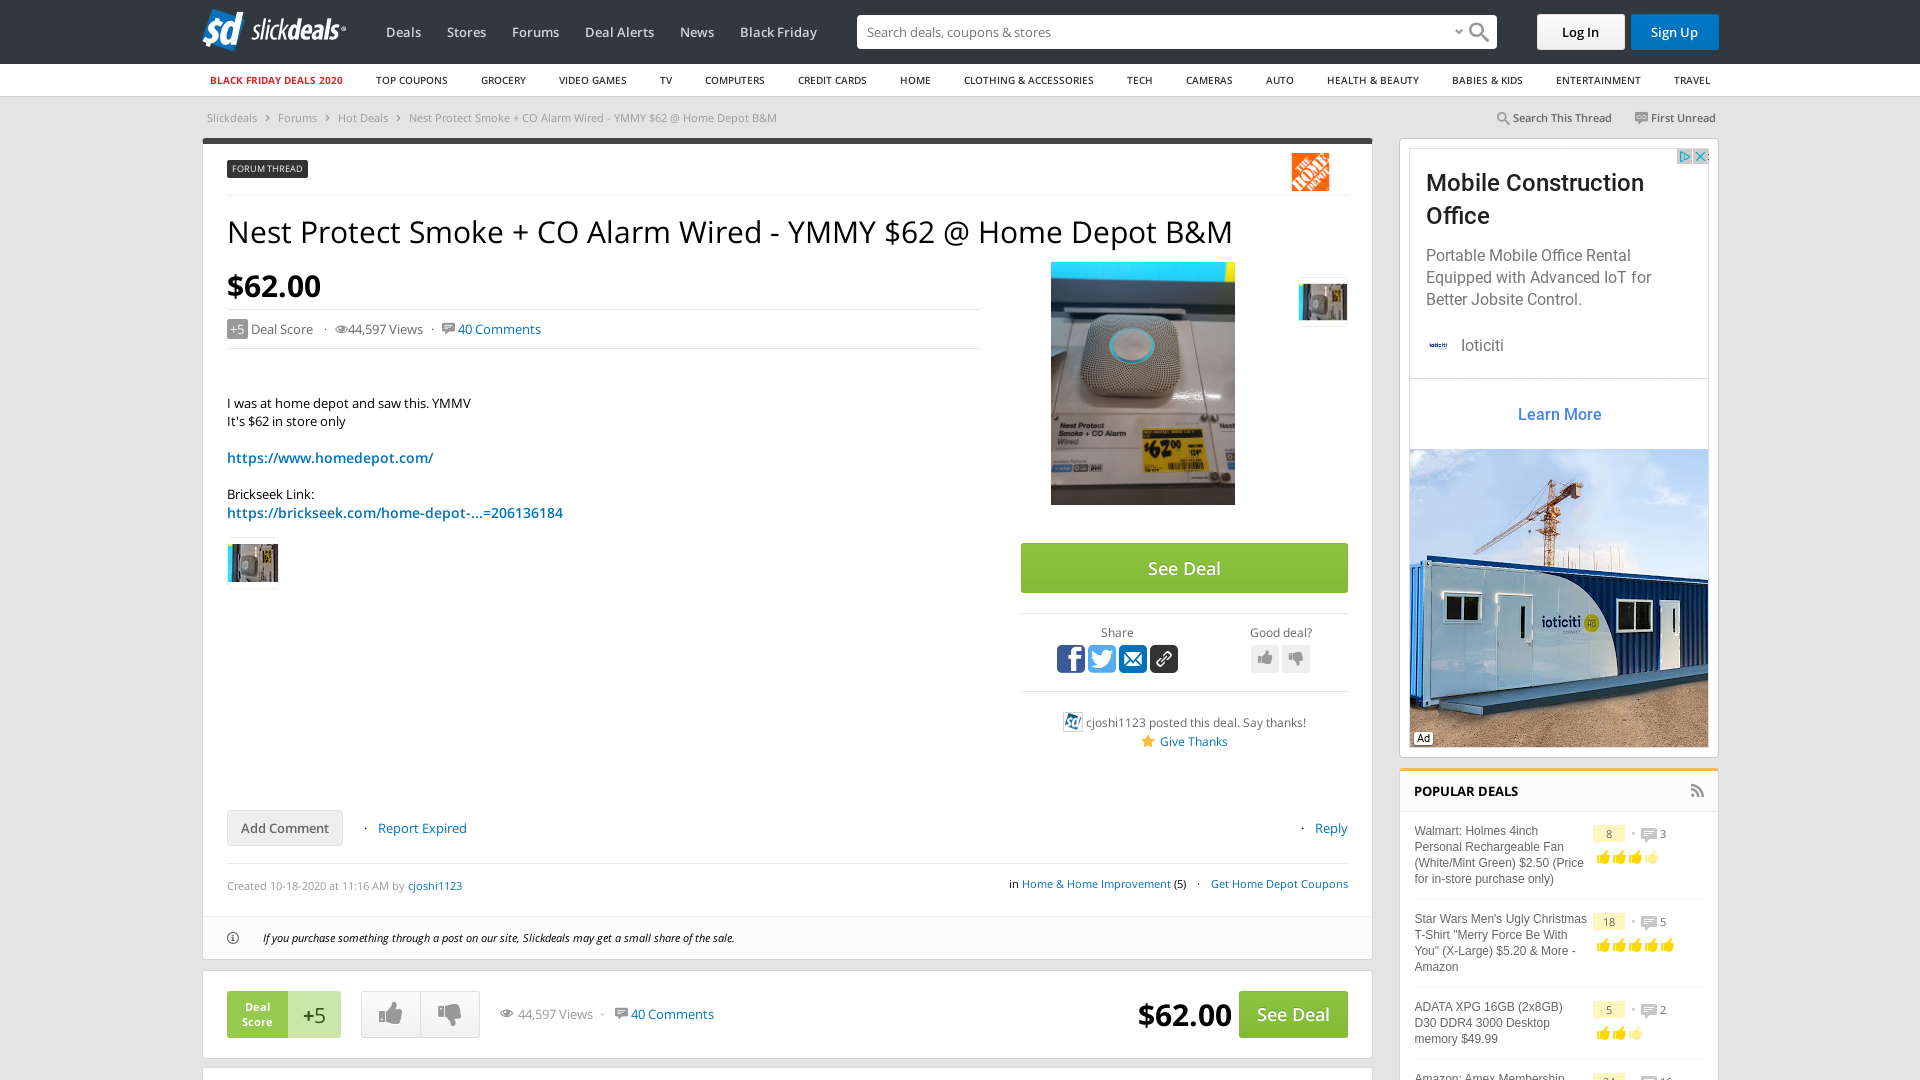 slickdeals
Deals
Stores
Forums
Deal Alerts
News
Black Friday
Search deals, coupons & scores
Log In
Sign Up
BLACK FRIDAY DEALS 2020
TOP COUPONS
GROCERY
VIDEO GAMES
TV
COMPUTERS
CREDIT CARDS
HOME
CLOTHING & ACCESSORIES
TECH
CAMERAS
AUTO
HEALTH & BEAUTY
BABIES & KIDS
ENTERTAINMENT
TRAVEL
Slickdeals > Forums > Hot Deals > Nest Protect Smoke + CO Alarm Wired - YMMY $62 @ Home Depot B&M
Search This Thread
First Unread
FORUM THREAD
THE HOME DEPOT
Nest Protect Smoke + CO Alarm Wired - YMMY $62 @ Home Depot B&M
$62.00
+5 Deal Score · 44,597 Views · 40 Comments
I was at home depot and saw this. YMMV
It's $62 in store only
https://www.homedepot.com/
Brickseek Link:
https://brickseek.com/home-depot-...=206136184
Nest Protect
Smoke + CO Alarm
Wired
$62.00
See Deal
Share
Good deal?
cjoshi1123 posted this deal. Say thanks!
Give Thanks
Add Comment
· Report Expired
· Reply
Created 10-18-2020 at 11:16 AM by cjoshi1123
in Home & Home Improvement (5) · Get Home Depot Coupons
If you purchase something through a post on our site, Slickdeals may get a small share of the sale.
Deal
Score
+5
44,597 Views · 40 Comments
$62.00
See Deal
Mobile Construction
Office
Portable Mobile Office Rental
Equipped with Advanced IoT for
Better Jobsite Control.
ioticiti
Ioticiti
Learn More
ioticiti
CONNECT
Ad
POPULAR DEALS
Walmart: Holmes 4inch
Personal Rechargeable Fan
(White/Mint Green) $2.50 (Price
for in-store purchase only)
8 · 3
Star Wars Men's Ugly Christmas
T-Shirt "Merry Force Be With
You" (X-Large) $5.20 & More -
Amazon
18 · 5
ADATA XPG 16GB (2x8GB)
D30 DDR4 3000 Desktop
memory $49.99
5 · 2
Amazon: Amex Membership